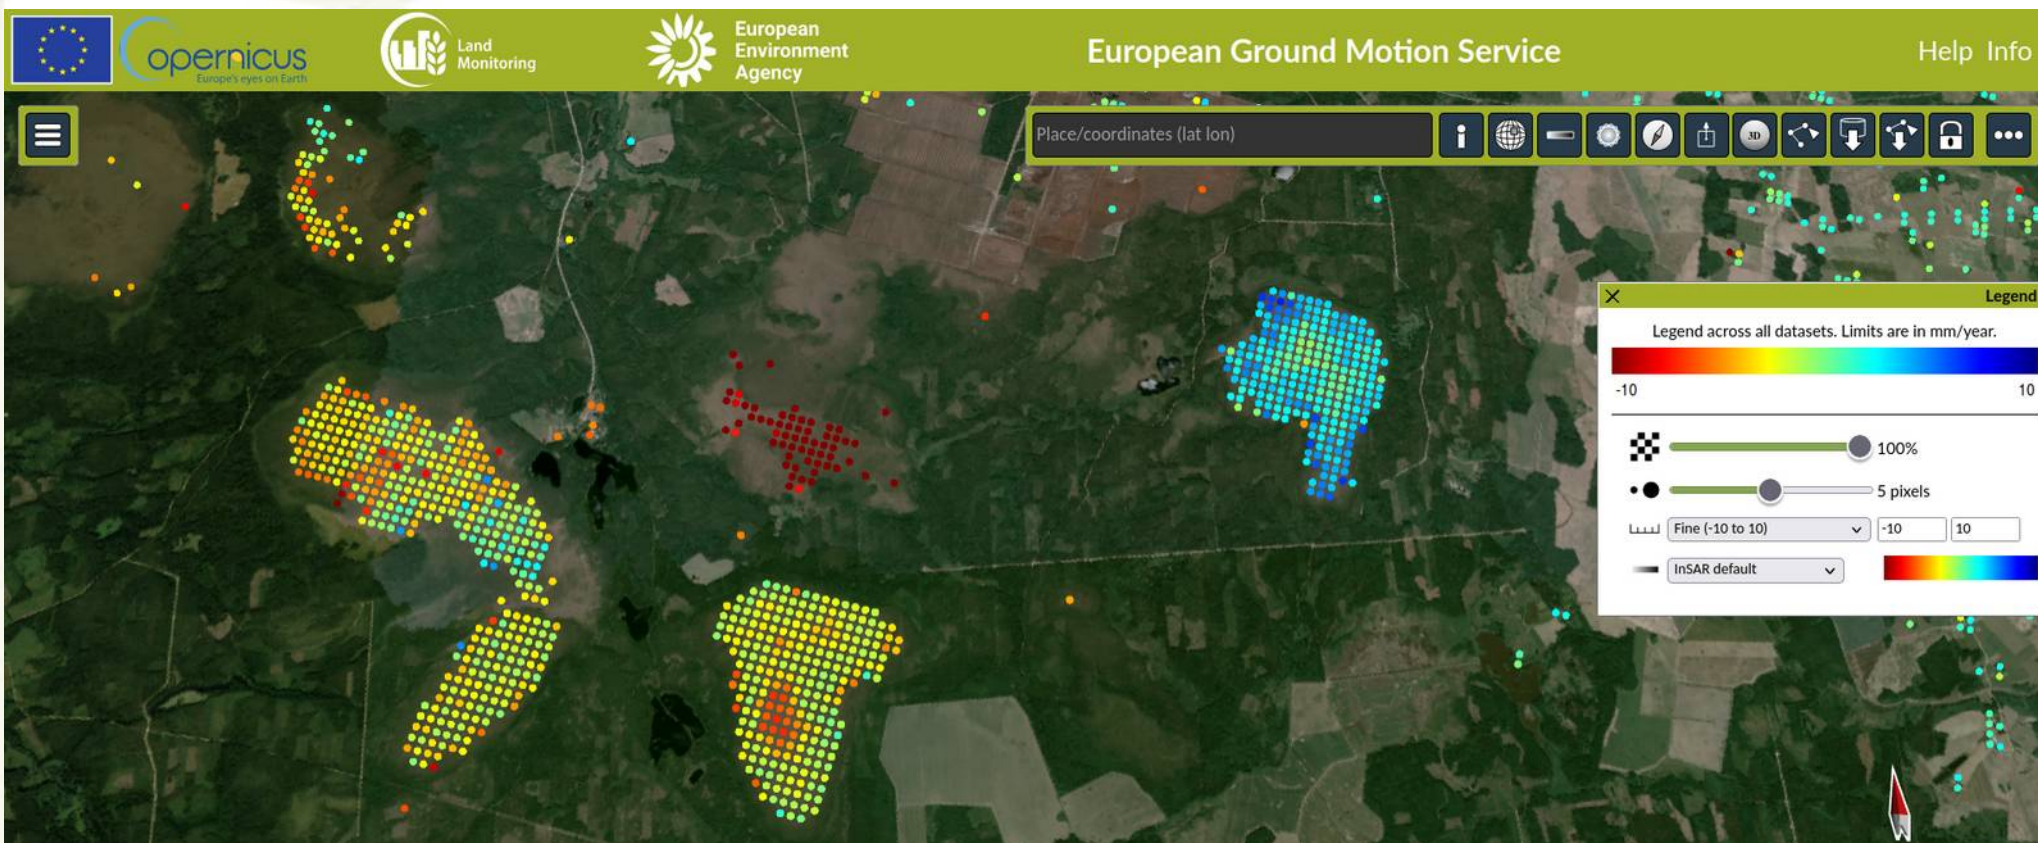 opernicus
Europe's eyes on Earth
Land
Monitoring
European
Environment
Agency
European Ground Motion Service
Help Info
Place/coordinates (lat lon)
3D
Legend
Legend across all datasets. Limits are in mm/year.
-10 10
100%
5 pixels
Fine (-10 to 10) -10 10
InSAR default